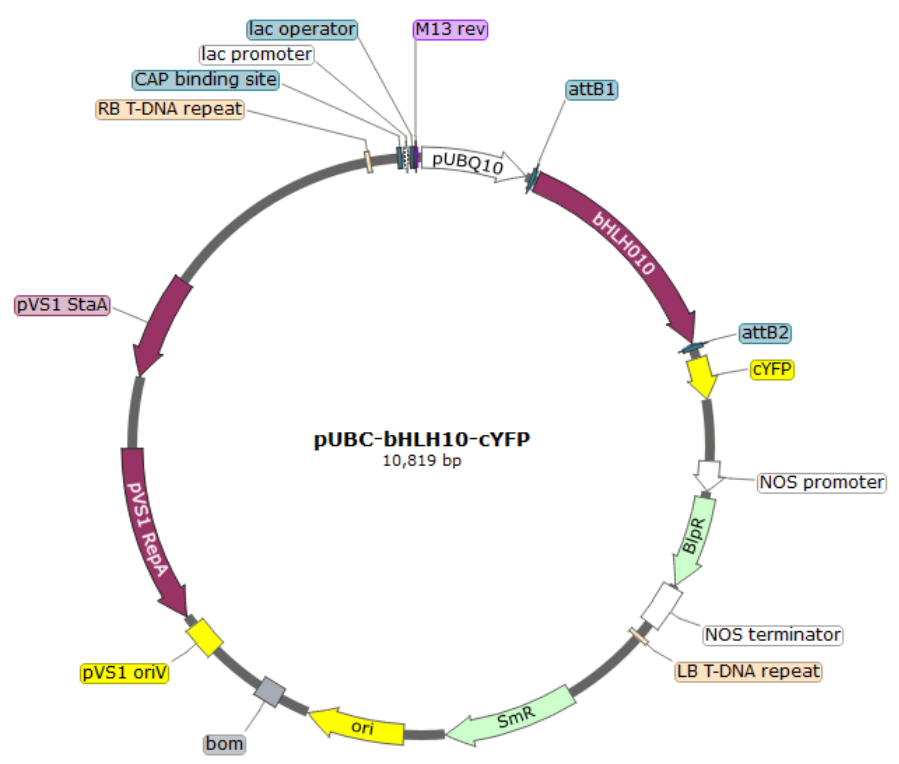 lac operator
M13 rev
lac promoter
CAP binding site
attB1
RB T-DNA repeat
pUBQ10
bHLH010
pVS1 StaA
attB2
cYFP
pUBC-bHLH10-cYFP
10,819 bp
NOS promoter
pVS1 RepA
BlpR
NOS terminator
pVS1 oriV
LB T-DNA repeat
SmR
ori
bom